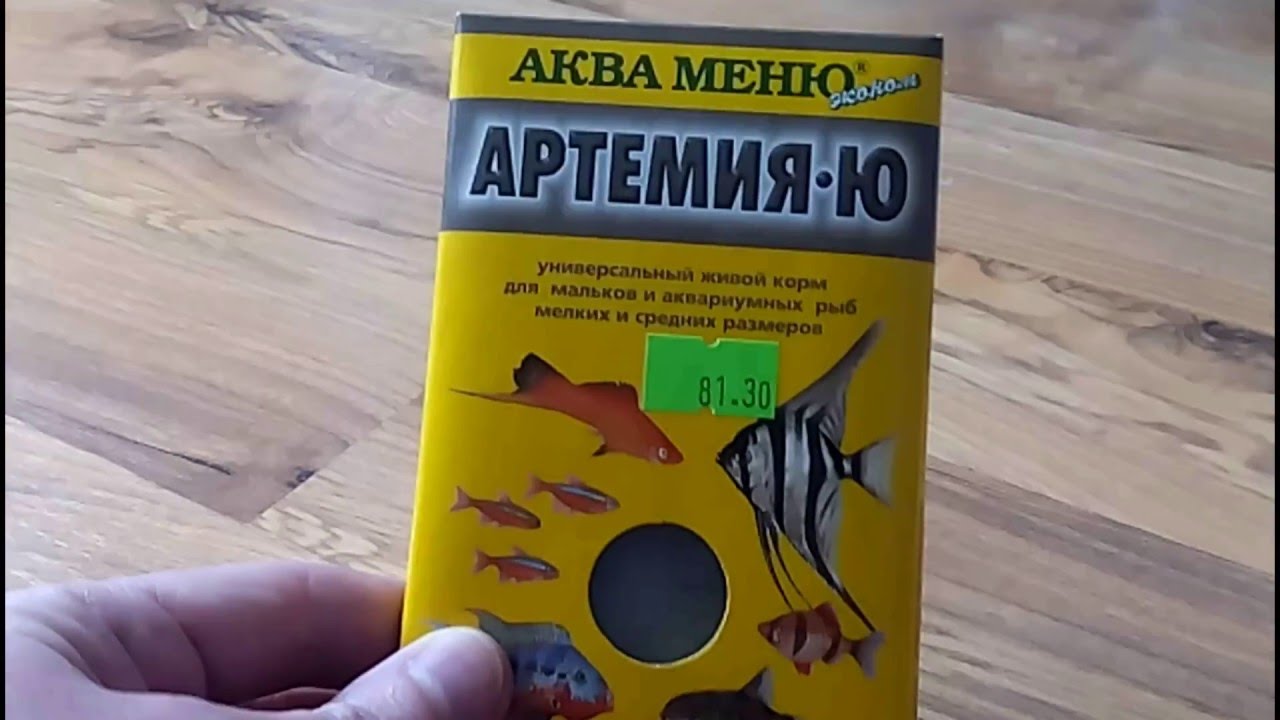 АКВА МЕНЮ®
эконом
АРТЕМИЯ·Ю
универсальный живой корм
для мальков и аквариумных рыб
мелких и средних размеров
81.30